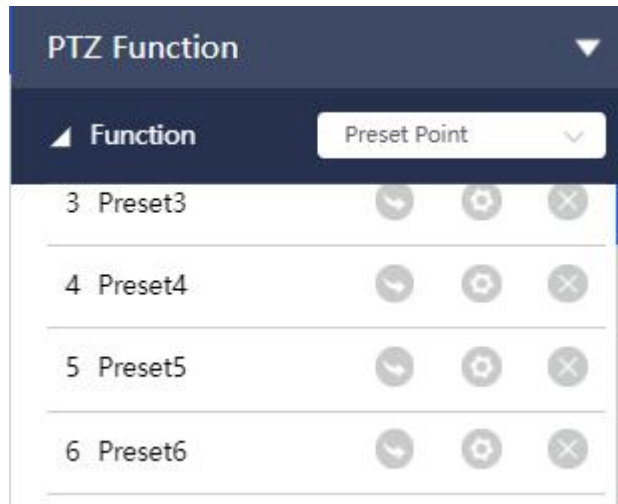 PTZ Function
Function Preset Point
3 Preset3
4 Preset4
5 Preset5
6 Preset6